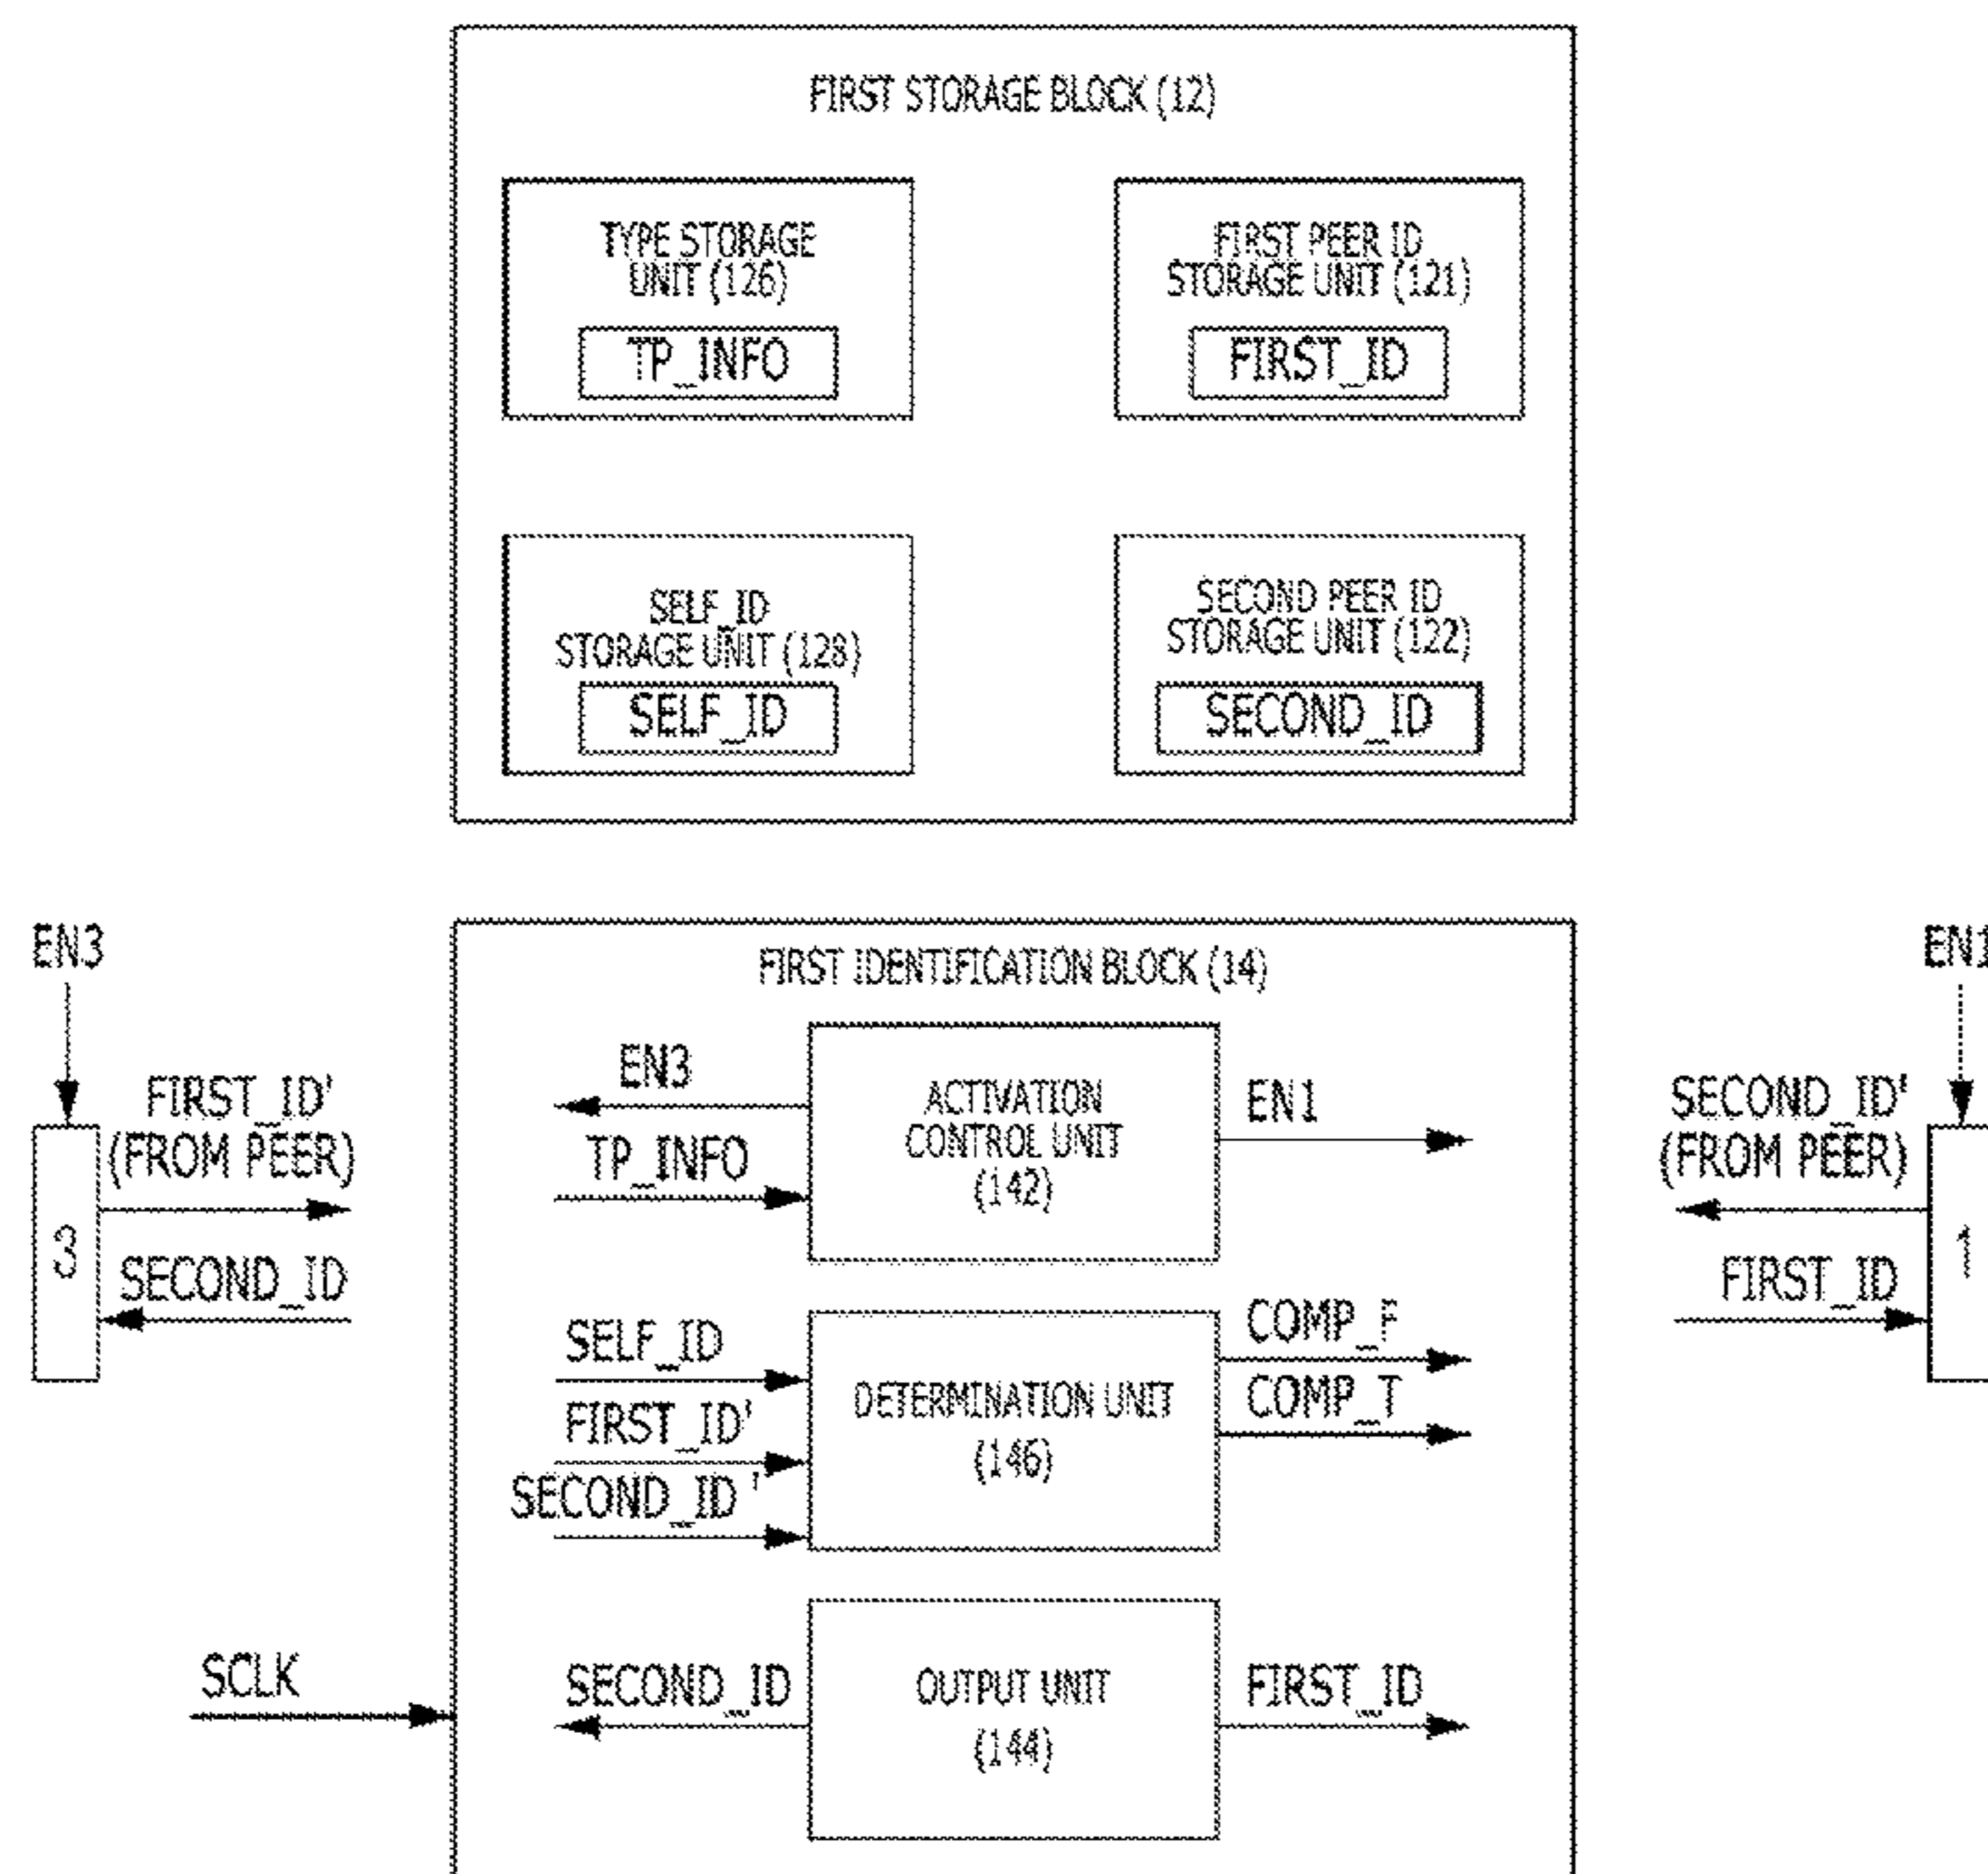 FIRST STORAGE BLOCK (12)
TYPE STORAGE
UNIT (126)
TP_INFO
FIRST PEER ID
STORAGE UNIT (121)
FIRST_ID
SELF_ID
STORAGE UNIT (128)
SELF_ID
SECOND PEER ID
STORAGE UNIT (122)
SECOND_ID
EN3
FIRST_ID'
(FROM PEER)
3
SECOND_ID
FIRST IDENTIFICATION BLOCK (14)
EN3
TP_INFO
ACTIVATION
CONTROL UNIT
(142)
EN1
SELF_ID
FIRST_ID'
SECOND_ID'
DETERMINATION UNIT
(146)
COMP_F
COMP_T
SCLK
SECOND_ID
OUTPUT UNIT
(144)
FIRST_ID
EN1
SECOND_ID'
(FROM PEER)
1
FIRST_ID